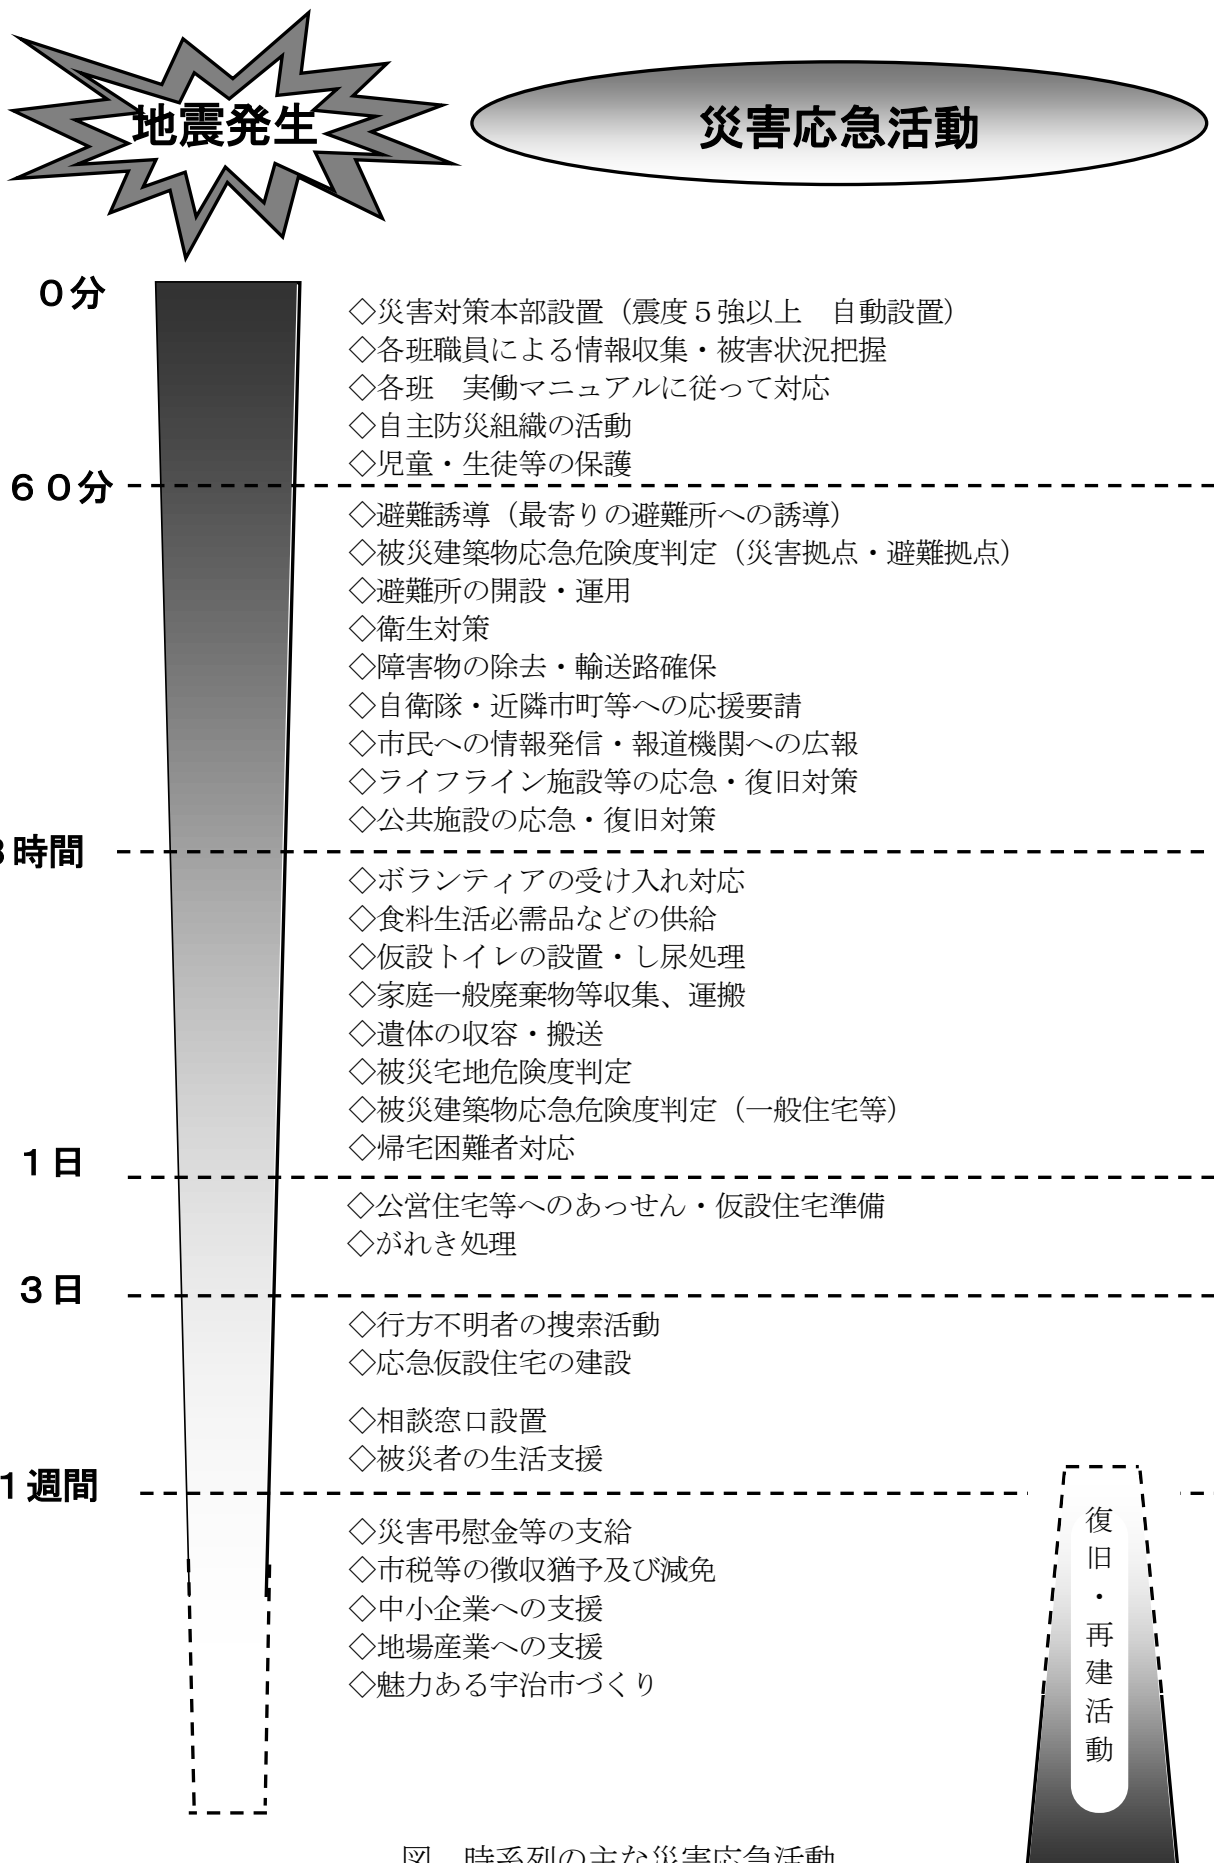 地震発生
災害応急活動
０分
◇災害対策本部設置（震度５強以上　自動設置）
◇各班職員による情報収集・被害状況把握
◇各班　実働マニュアルに従って対応
◇自主防災組織の活動
◇児童・生徒等の保護
６０分
◇避難誘導（最寄りの避難所への誘導）
◇被災建築物応急危険度判定（災害拠点・避難拠点）
◇避難所の開設・運用
◇衛生対策
◇障害物の除去・輸送路確保
◇自衛隊・近隣市町等への応援要請
◇市民への情報発信・報道機関への広報
◇ライフライン施設等の応急・復旧対策
◇公共施設の応急・復旧対策
３時間
◇ボランティアの受け入れ対応
◇食料生活必需品などの供給
◇仮設トイレの設置・し尿処理
◇家庭一般廃棄物等収集、運搬
◇遺体の収容・搬送
◇被災宅地危険度判定
◇被災建築物応急危険度判定（一般住宅等）
◇帰宅困難者対応
１日
◇公営住宅等へのあっせん・仮設住宅準備
◇がれき処理
３日
◇行方不明者の捜索活動
◇応急仮設住宅の建設
◇相談窓口設置
◇被災者の生活支援
１週間
◇災害弔慰金等の支給
◇市税等の徴収猶予及び減免
◇中小企業への支援
◇地場産業への支援
◇魅力ある宇治市づくり
復旧・再建活動
図　時系列の主な災害応急活動